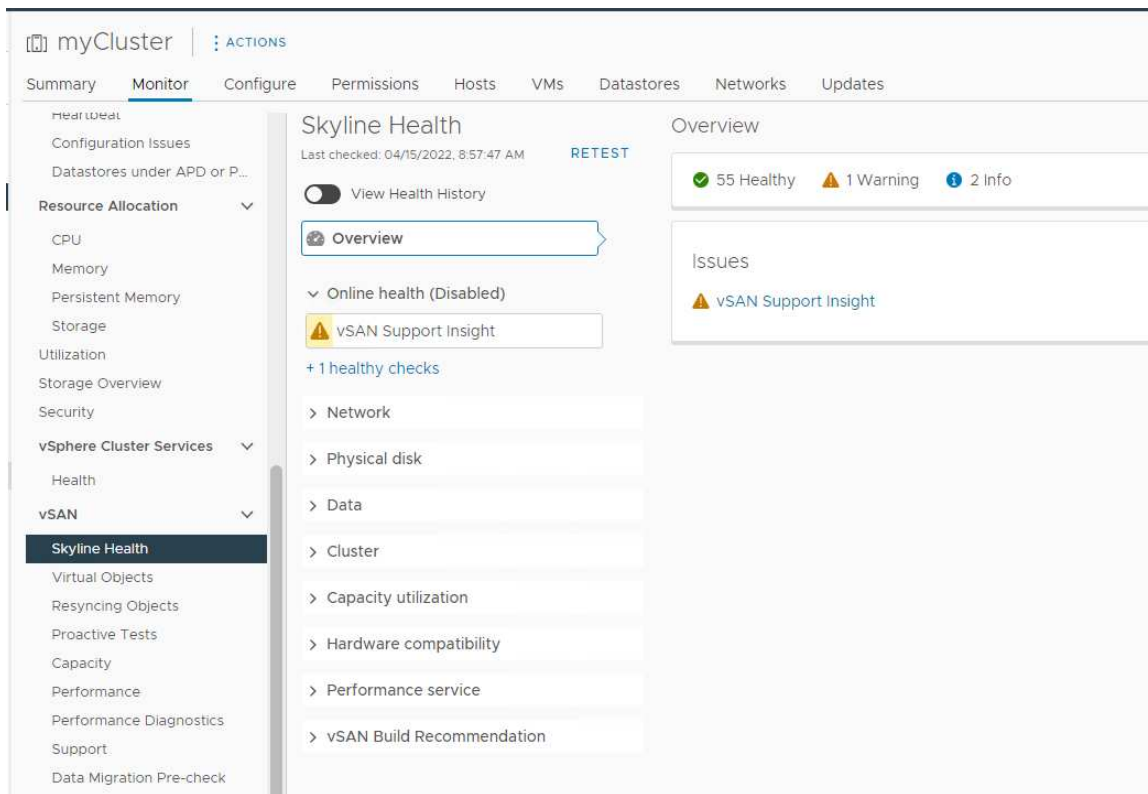 myCluster
ACTIONS
Summary Monitor Configure Permissions Hosts VMs Datastores Networks Updates
Heartbeat
Configuration Issues
Datastores under APD or P...
Resource Allocation
CPU
Memory
Persistent Memory
Storage
Utilization
Storage Overview
Security
vSphere Cluster Services
Health
vSAN
Skyline Health
Virtual Objects
Resyncing Objects
Proactive Tests
Capacity
Performance
Performance Diagnostics
Support
Data Migration Pre-check
Skyline Health
Last checked: 04/15/2022, 8:57:47 AM RETEST
View Health History
Overview
Online health (Disabled)
vSAN Support Insight
+ 1 healthy checks
Network
Physical disk
Data
Cluster
Capacity utilization
Hardware compatibility
Performance service
vSAN Build Recommendation
Overview
55 Healthy 1 Warning 2 Info
Issues
vSAN Support Insight